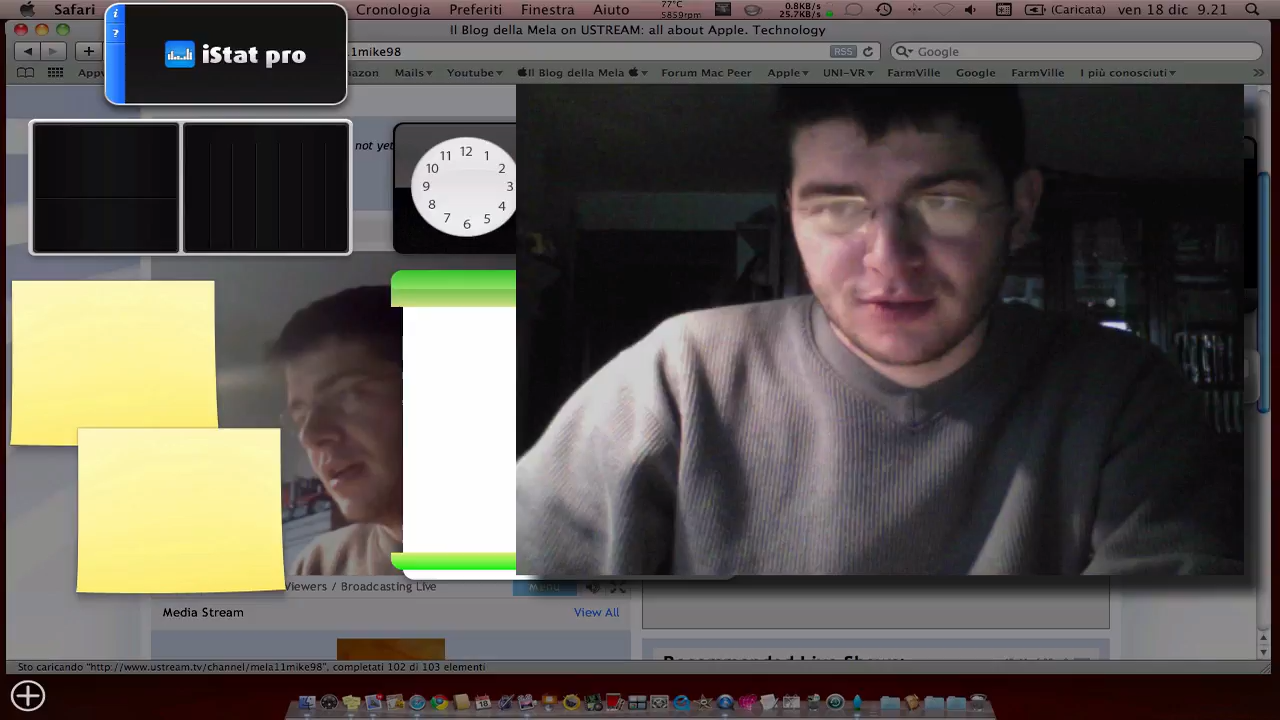 Safari Cronologia Preferiti Finestra Aiuto 77°C 5859rpm 0.8KB/s 25.7KB/s (Caricata) ven 18 dic 9.21
i
?
iStat pro
Il Blog della Mela on USTREAM: all about Apple. Technology
11mike98 RSS Google
Mails Youtube Il Blog della Mela Forum Mac Peer Apple UNI-VR FarmVille Google FarmVille I più conosciuti
not yet
12
11 1
10 2
9 3
8 4
7 5
6
Viewers / Broadcasting Live Menu
Media Stream View All
Sto caricando "http://www.ustream.tv/channel/mela11mike98", completati 102 di 103 elementi
18